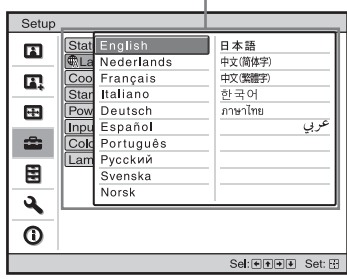 Setup
Stat
La
Coo
Star
Pow
Inpu
Colo
Lam
English
Nederlands
Français
Italiano
Deutsch
Español
Português
Русский
Svenska
Norsk
日本語
中文(简体字)
中文(繁體字)
한국어
ภาษาไทย
عربي
Sel: Set: